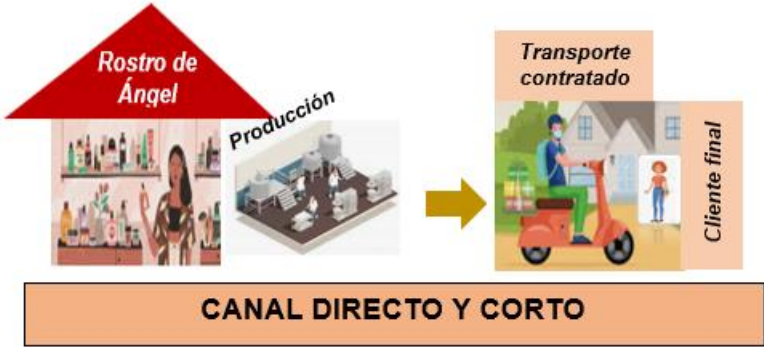 Rostro de
Ángel
Producción
Transporte
contratado
Cliente final
CANAL DIRECTO Y CORTO